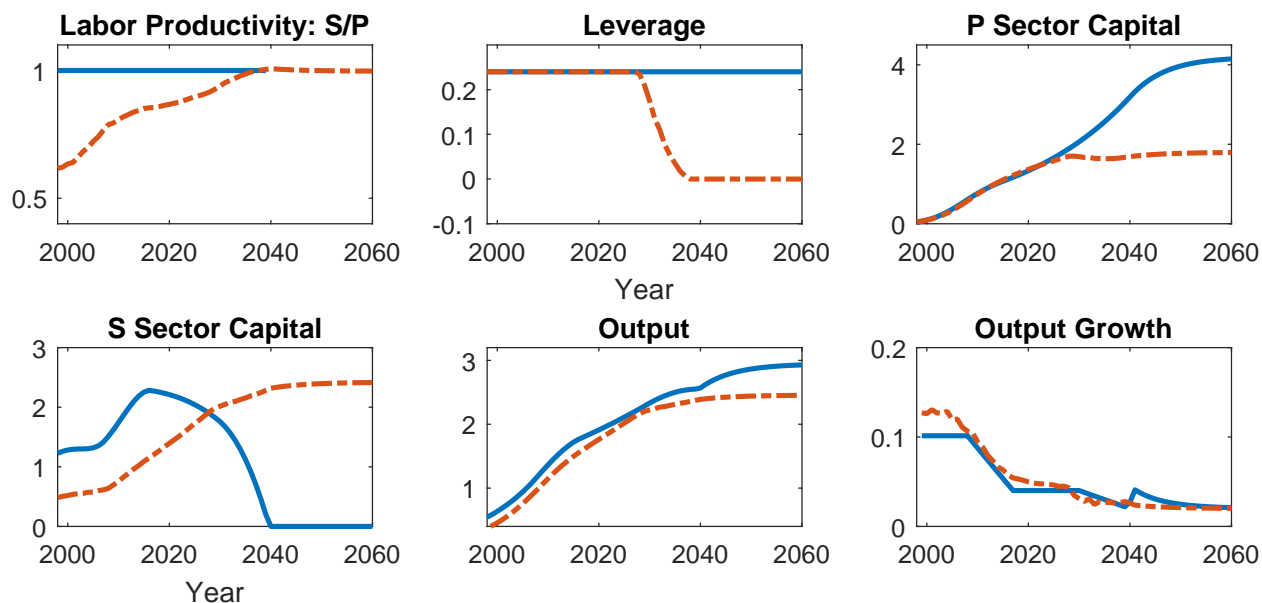 Labor Productivity: S/P
1
0.5
2000 2020 2040 2060
Leverage
0.2
0.1
0
-0.1
2000 2020 2040 2060
Year
P Sector Capital
4
2
0
2000 2020 2040 2060
S Sector Capital
3
2
1
0
2000 2020 2040 2060
Year
Output
3
2
1
2000 2020 2040 2060
Output Growth
0.2
0.1
0
2000 2020 2040 2060